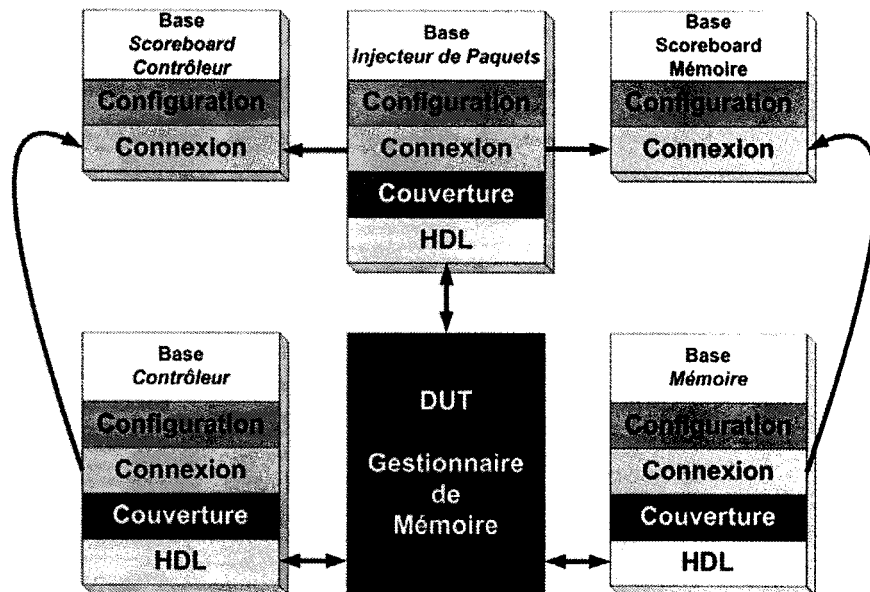 Base
Scoreboard
Contrôleur
Configuration
Connexion
Base
Injecteur de Paquets
Configuration
Connexion
Couverture
HDL
Base
Scoreboard
Mémoire
Configuration
Connexion
Base
Contrôleur
Configuration
Connexion
Couverture
HDL
DUT
Gestionnaire
de
Mémoire
Base
Mémoire
Configuration
Connexion
Couverture
HDL